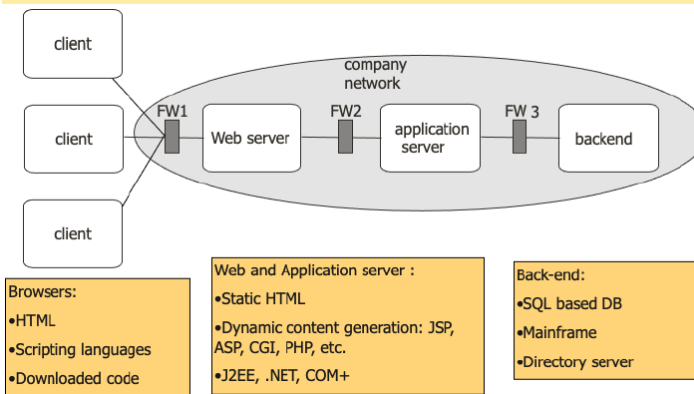 client
client
client
company
network
FW1
Web server
FW2
application
server
FW 3
backend
Browsers:
•HTML
•Scripting languages
•Downloaded code
Web and Application server :
•Static HTML
•Dynamic content generation: JSP,
ASP, CGI, PHP, etc.
•J2EE, .NET, COM+
Back-end:
•SQL based DB
•Mainframe
•Directory server